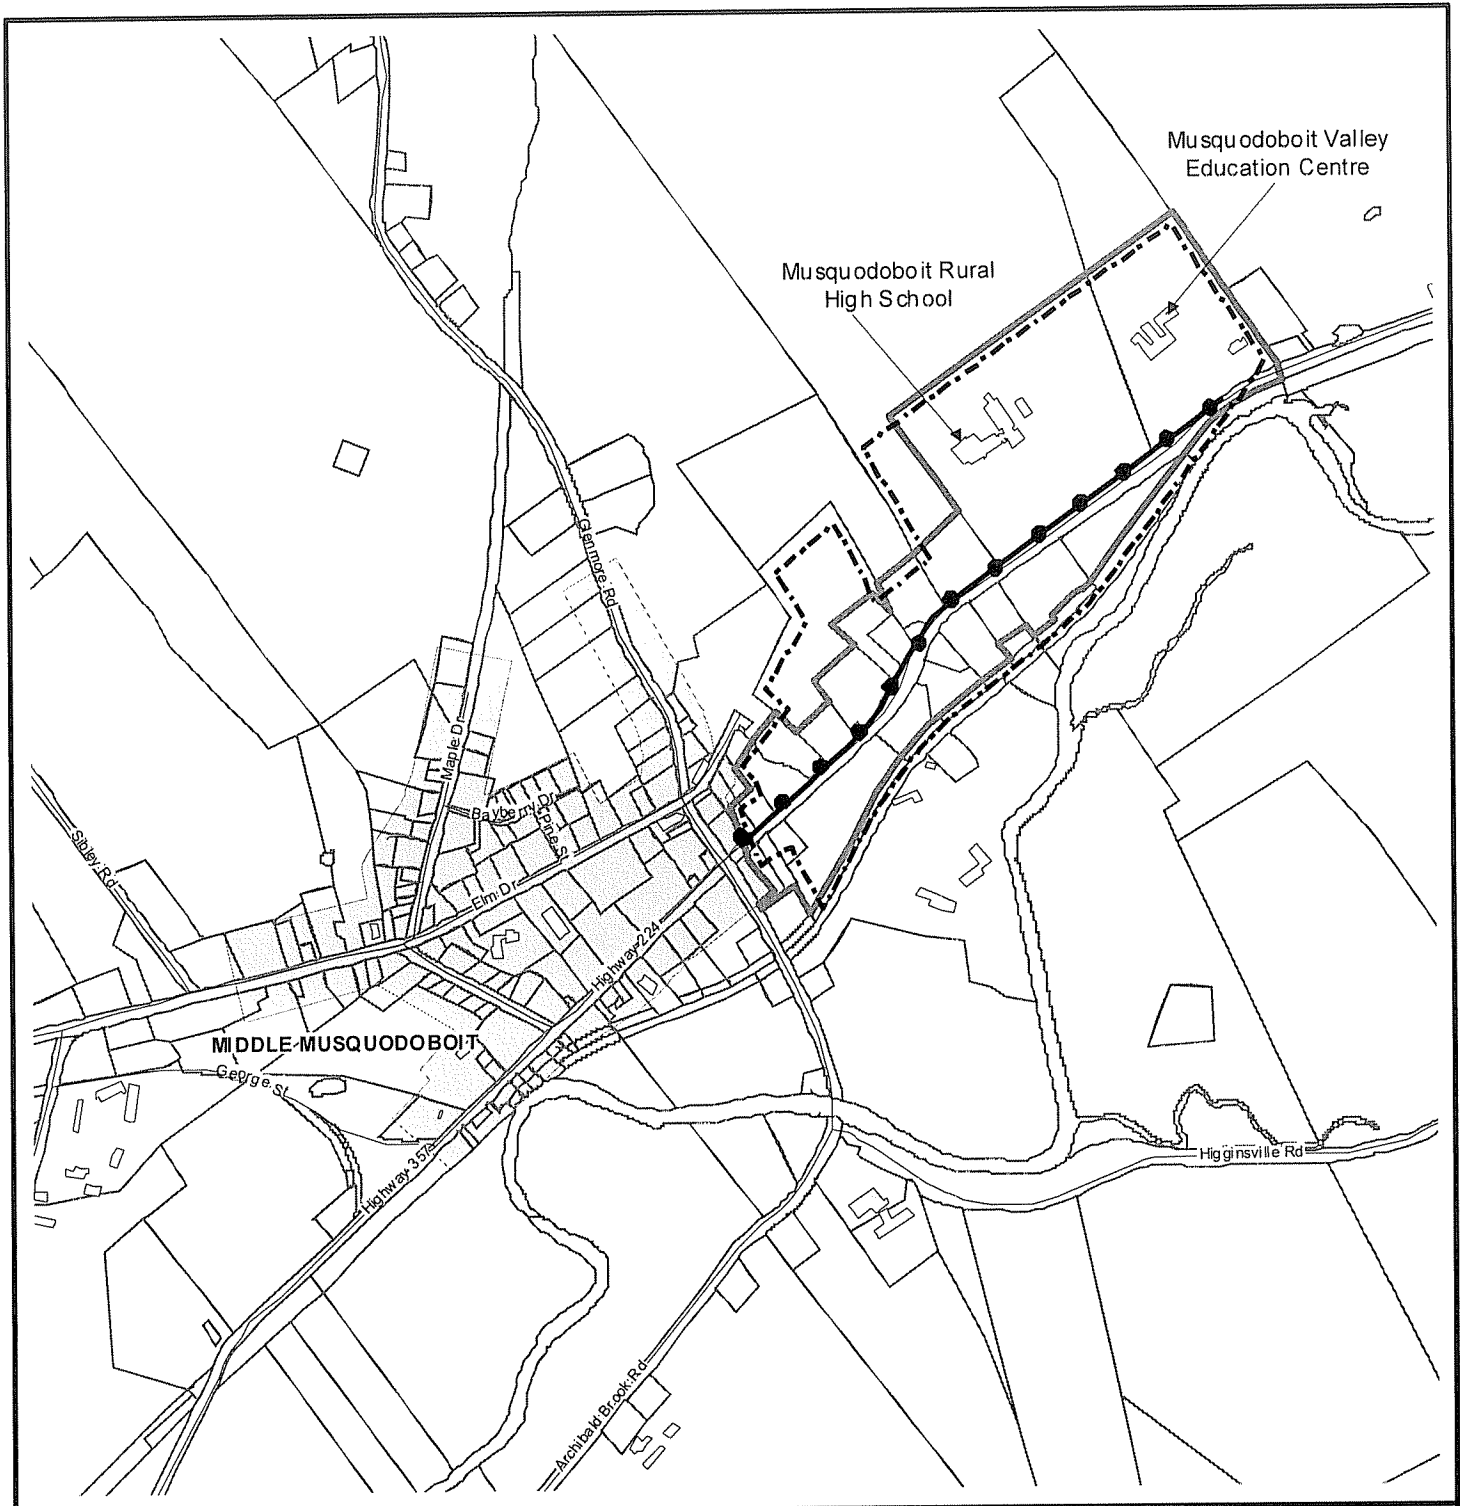 Musquodoboit Valley
Education Centre
Musquodoboit Rural
High School
Glenmore Rd
Maple Dr
Bayberry Dr
Pine St
Sibley Rd
Elm Dr
Highway 224
MIDDLE MUSQUODOBOIT
George St
Highway 357
Higginsville Rd
Archibald Brook Rd